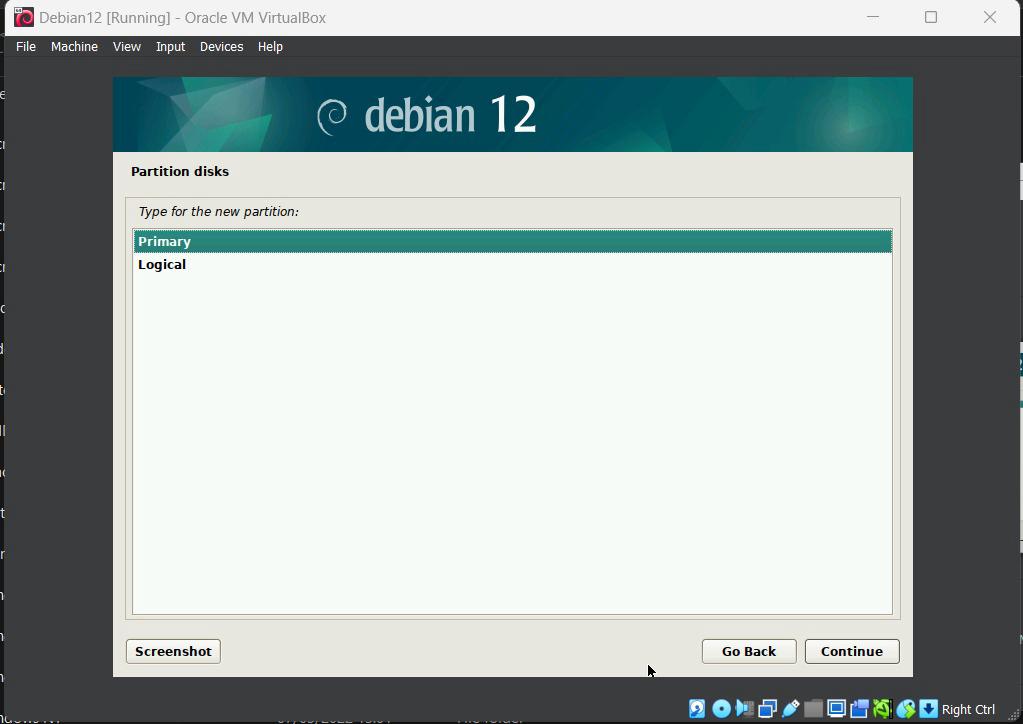 Debian12 [Running] - Oracle VM VirtualBox
File Machine View Input Devices Help
debian 12
Partition disks
Type for the new partition:
Primary
Logical
Screenshot Go Back Continue
Right Ctrl